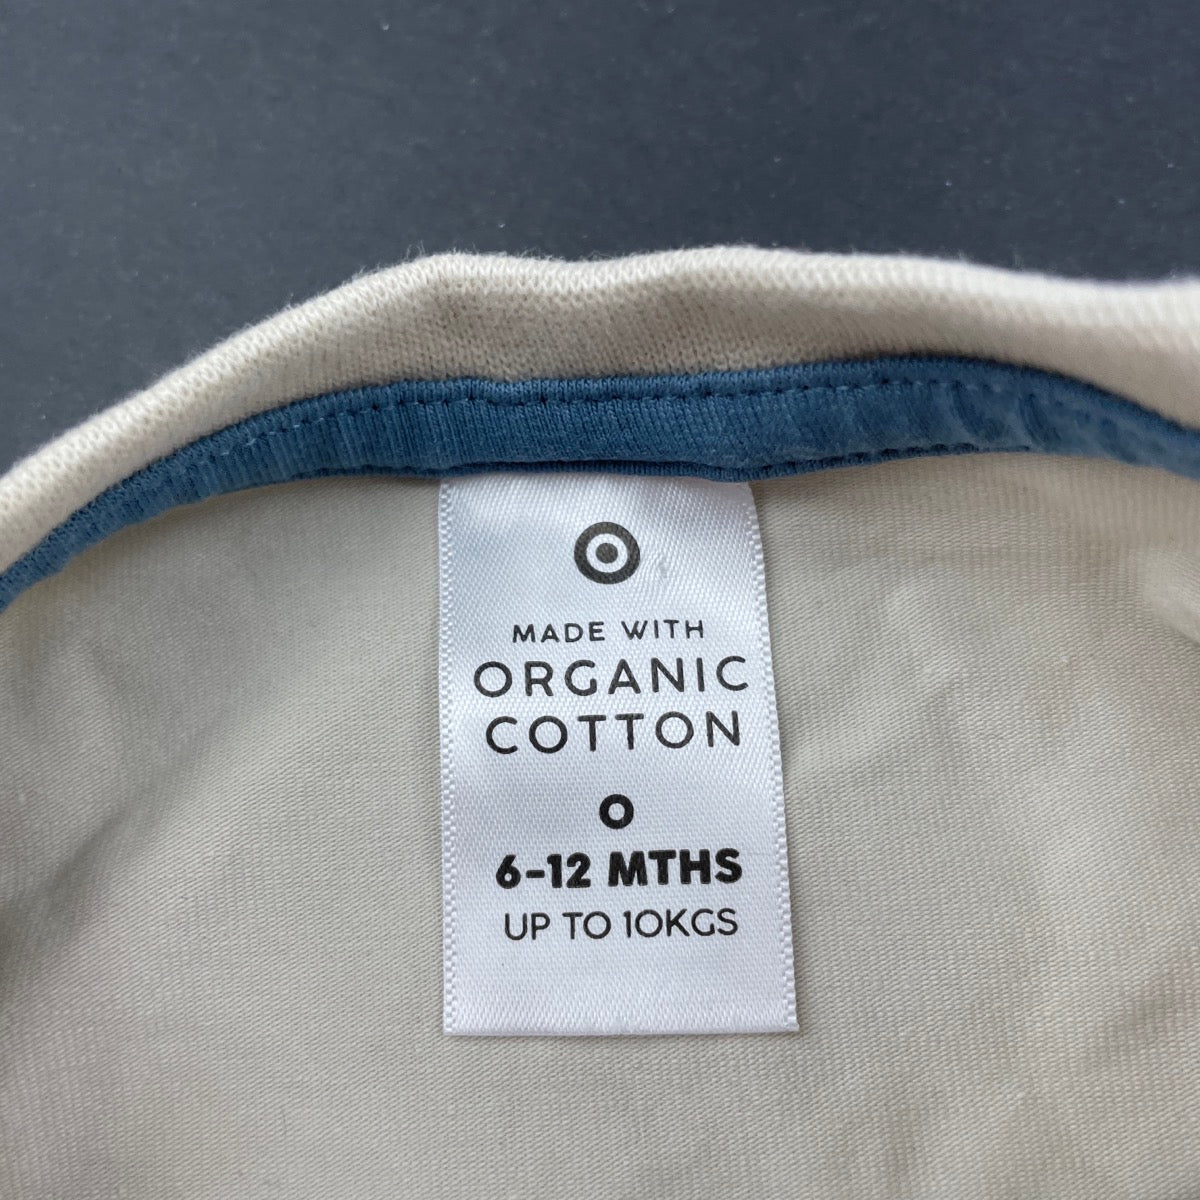 MADE WITH
ORGANIC
COTTON
0
6-12 MTHS
UP TO 10KGS